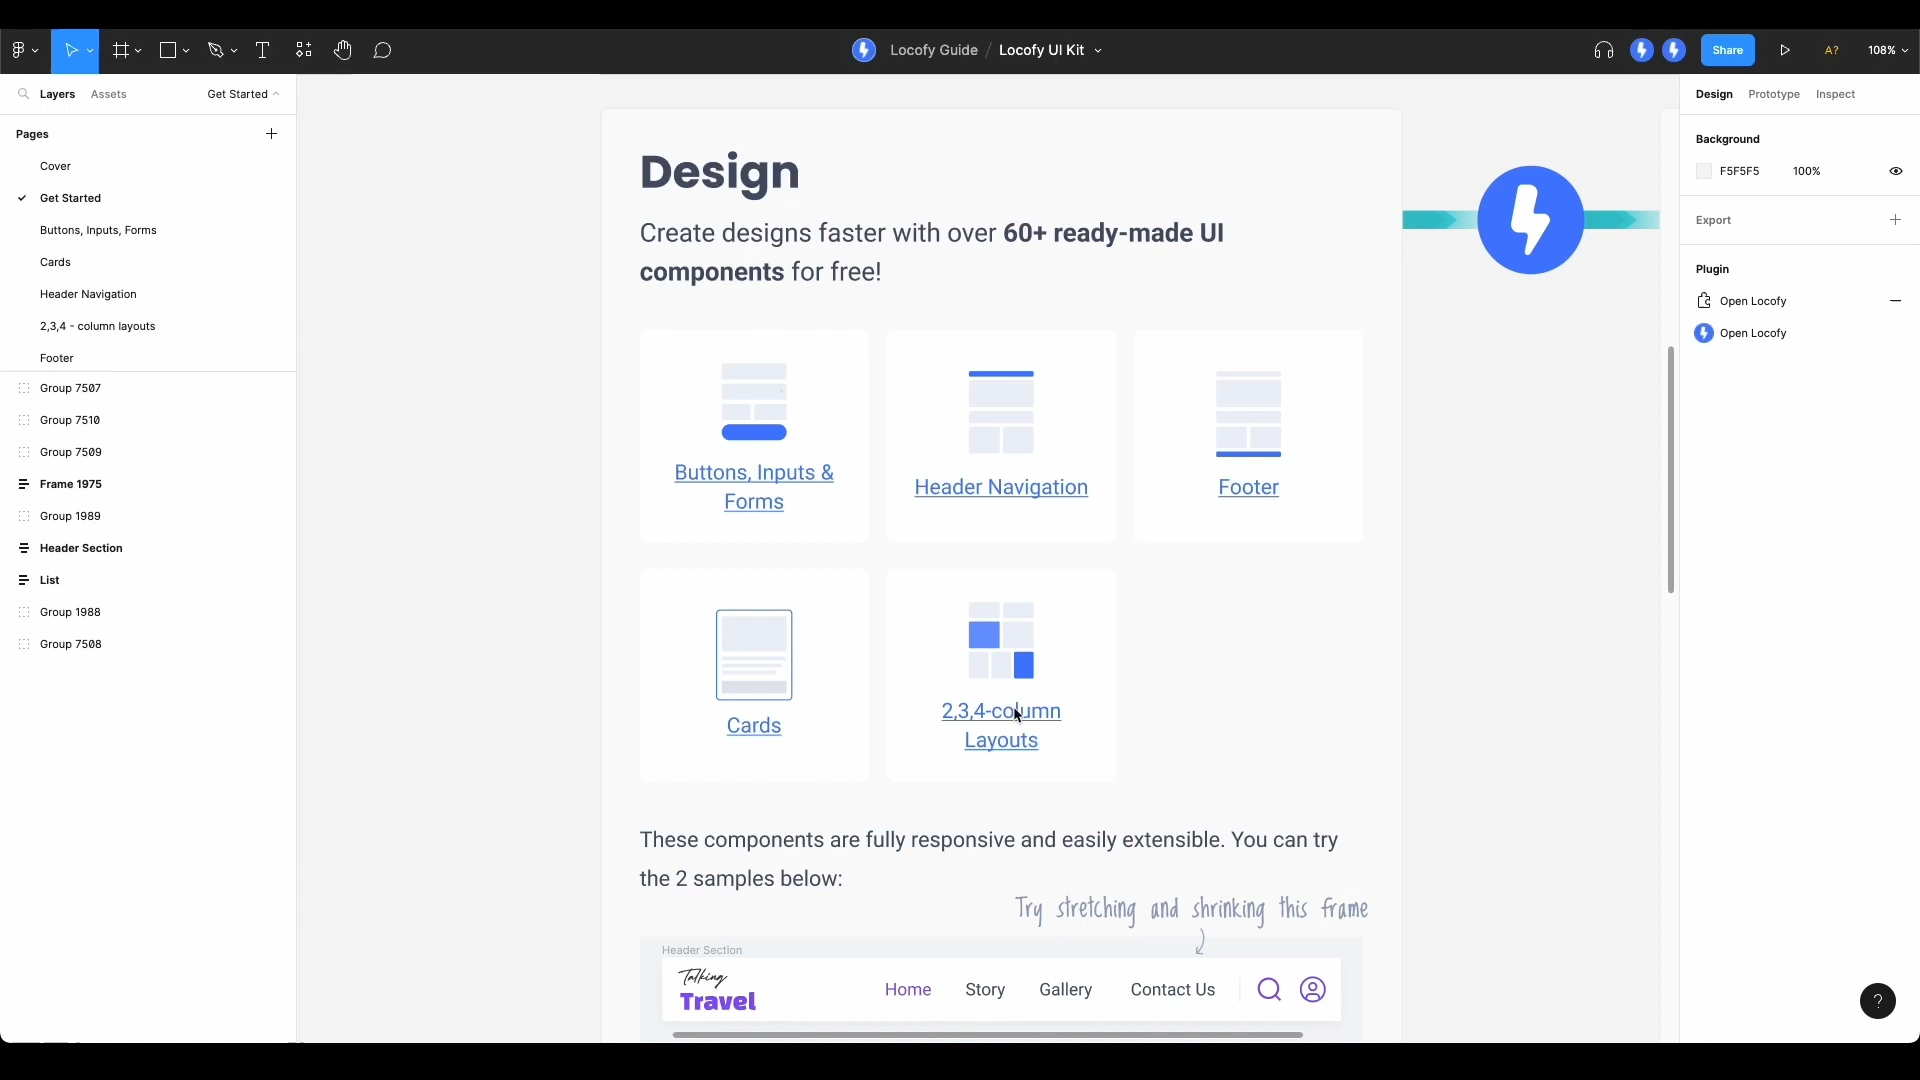 Locofy Guide / Locofy UI Kit
Share
A?
108%
Layers
Assets
Get Started
Pages
Cover
Get Started
Buttons, Inputs, Forms
Cards
Header Navigation
2,3,4 - column layouts
Footer
Group 7507
Group 7510
Group 7509
Frame 1975
Group 1989
Header Section
List
Group 1988
Group 7508
Design
Create designs faster with over 60+ ready-made UI
components for free!
Buttons, Inputs &
Forms
Header Navigation
Footer
Cards
2,3,4-column
Layouts
These components are fully responsive and easily extensible. You can try
the 2 samples below:
Try stretching and shrinking this frame
Header Section
Talking
Travel
Home
Story
Gallery
Contact Us
Design
Prototype
Inspect
Background
F5F5F5
100%
Export
Plugin
Open Locofy
Open Locofy
?